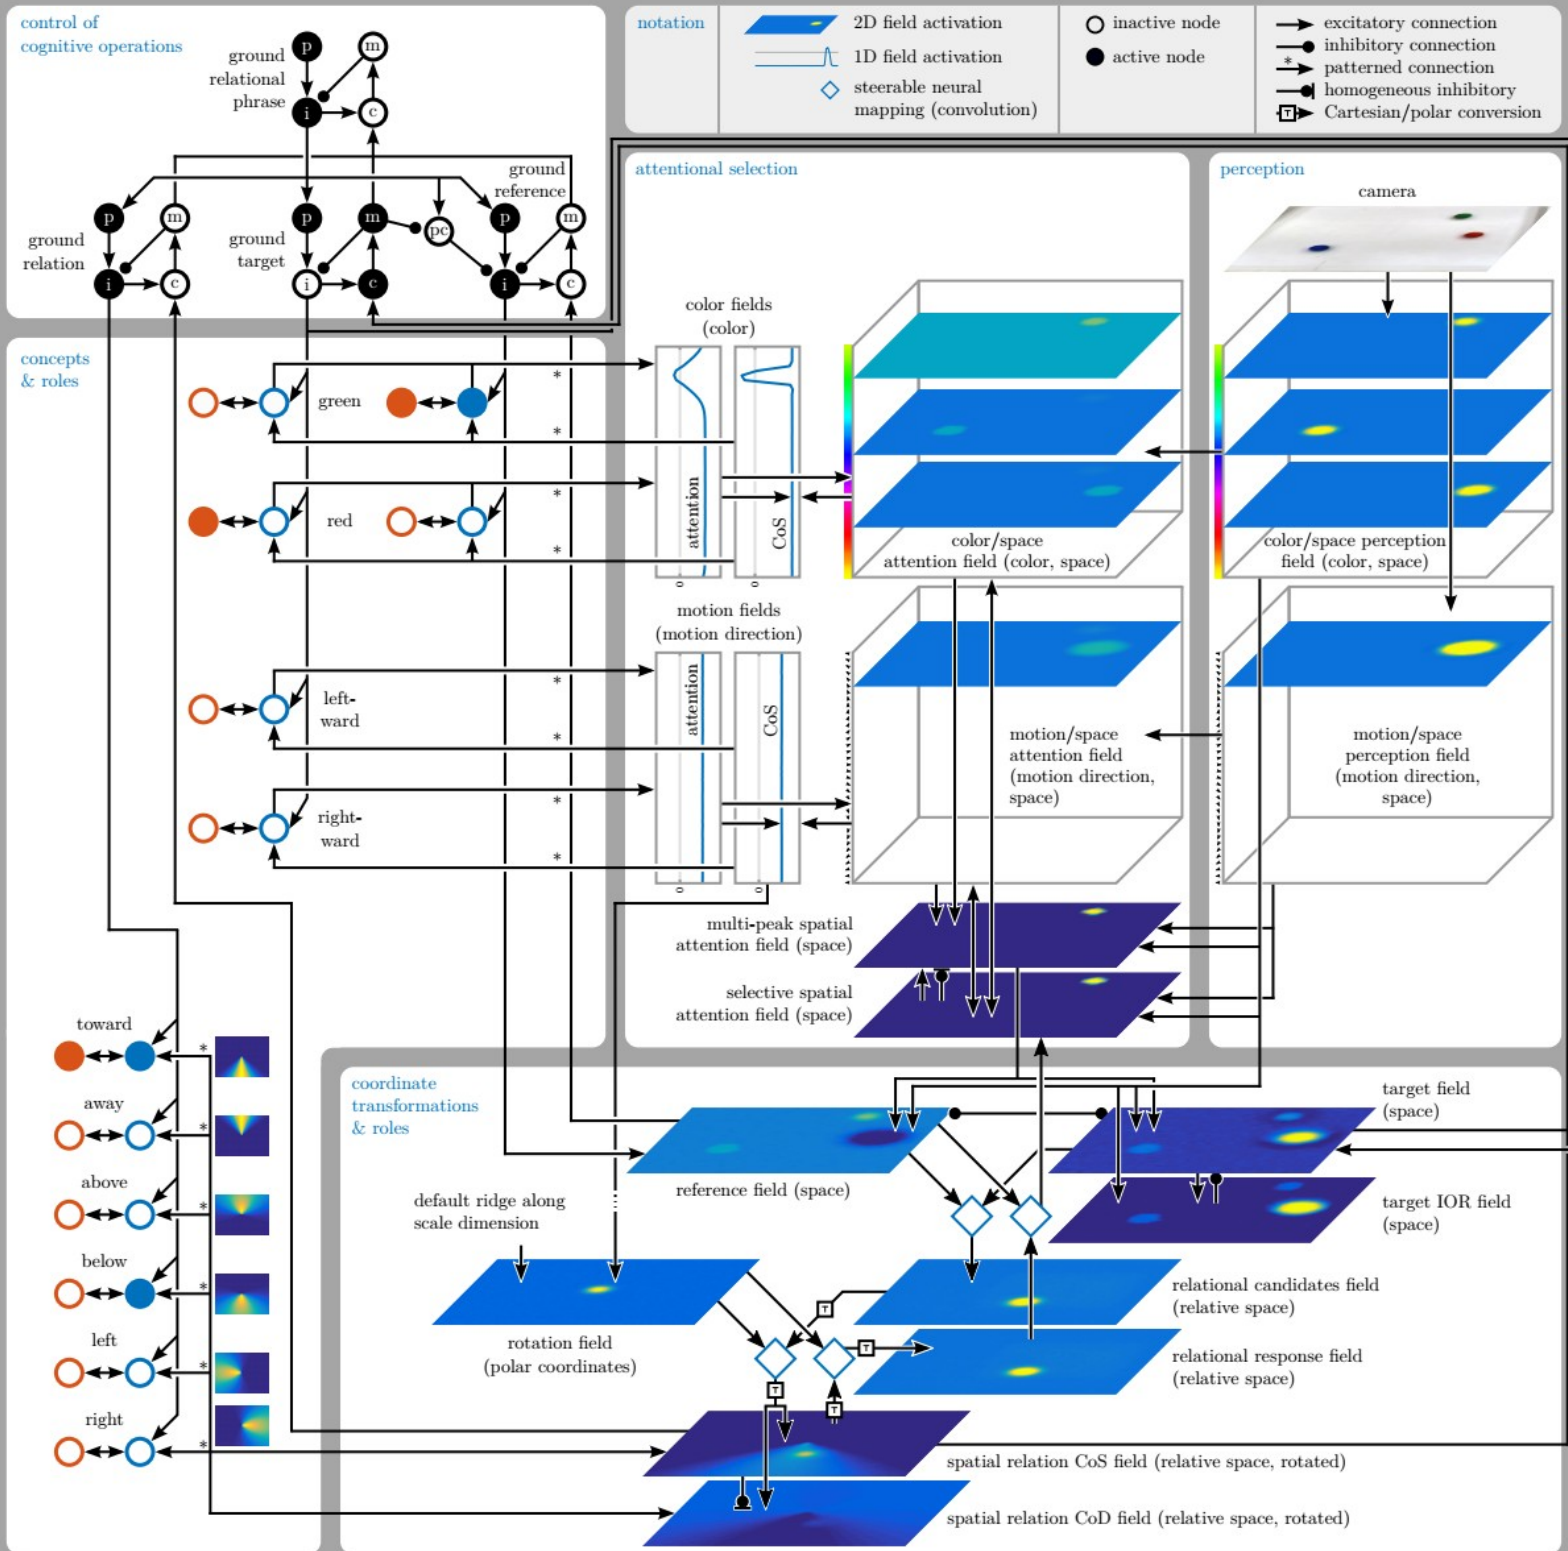 control of
cognitive operations
ground
relational
phrase
p
m
i
c
ground
reference
p
m
p
m
pc
p
m
ground
relation
ground
target
i
c
i
c
i
c
notation
2D field activation
1D field activation
steerable neural
mapping (convolution)
inactive node
active node
excitatory connection
inhibitory connection
* patterned connection
homogeneous inhibitory
T Cartesian/polar conversion
attentional selection
perception
camera
concepts
& roles
color fields
(color)
green
*
*
red
*
*
attention
CoS
0
0
color/space
attention field (color, space)
color/space perception
field (color, space)
motion fields
(motion direction)
left-
ward
*
*
right-
ward
*
*
attention
CoS
0
0
motion/space
attention field
(motion direction,
space)
motion/space
perception field
(motion direction,
space)
multi-peak spatial
attention field (space)
selective spatial
attention field (space)
toward
*
away
*
above
*
below
*
left
*
right
*
coordinate
transformations
& roles
reference field (space)
target field
(space)
target IOR field
(space)
default ridge along
scale dimension
rotation field
(polar coordinates)
T
T
T
T
relational candidates field
(relative space)
relational response field
(relative space)
spatial relation CoS field (relative space, rotated)
spatial relation CoD field (relative space, rotated)